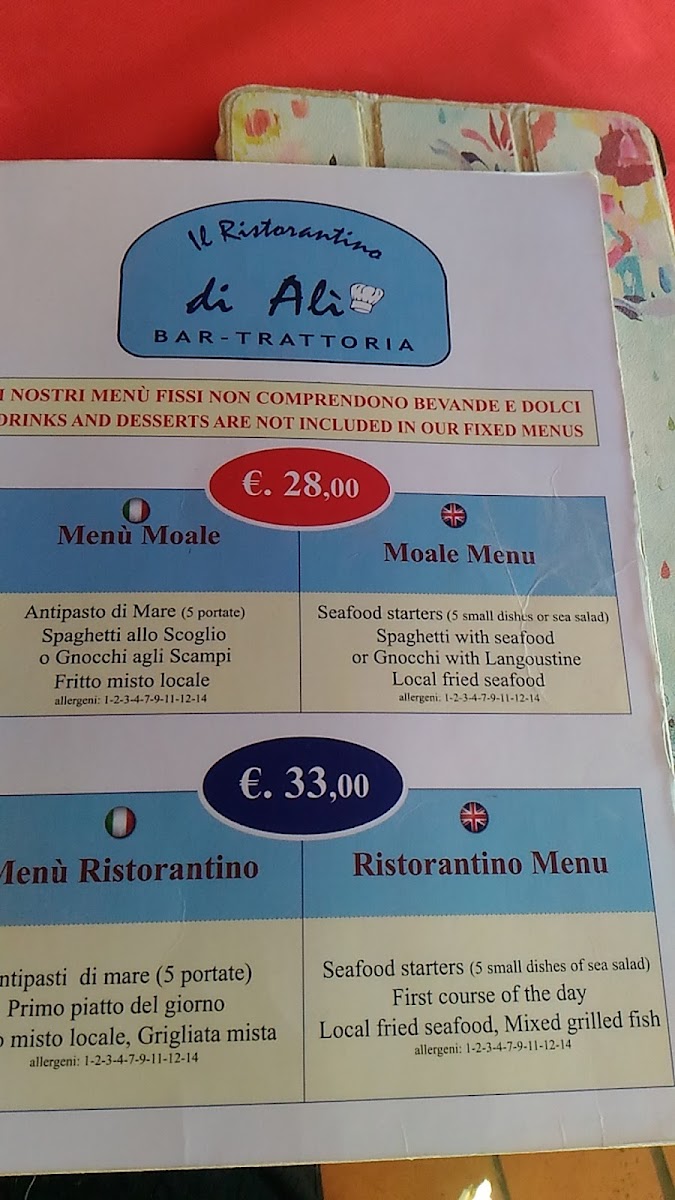 Il Ristorantino
di Alì
BAR-TRATTORIA
I NOSTRI MENÙ FISSI NON COMPRENDONO BEVANDE E DOLCI
DRINKS AND DESSERTS ARE NOT INCLUDED IN OUR FIXED MENUS
€. 28,00
Menù Moale
Antipasto di Mare (5 portate)
Spaghetti allo Scoglio
o Gnocchi agli Scampi
Fritto misto locale
allergeni: 1-2-3-4-7-9-11-12-14
Moale Menu
Seafood starters (5 small dishes or sea salad)
Spaghetti with seafood
or Gnocchi with Langoustine
Local fried seafood
allergeni: 1-2-3-4-7-9-11-12-14
€. 33,00
Menù Ristorantino
ntipasti di mare (5 portate)
Primo piatto del giorno
o misto locale, Grigliata mista
allergeni: 1-2-3-4-7-9-11-12-14
Ristorantino Menu
Seafood starters (5 small dishes of sea salad)
First course of the day
Local fried seafood, Mixed grilled fish
allergeni: 1-2-3-4-7-9-11-12-14